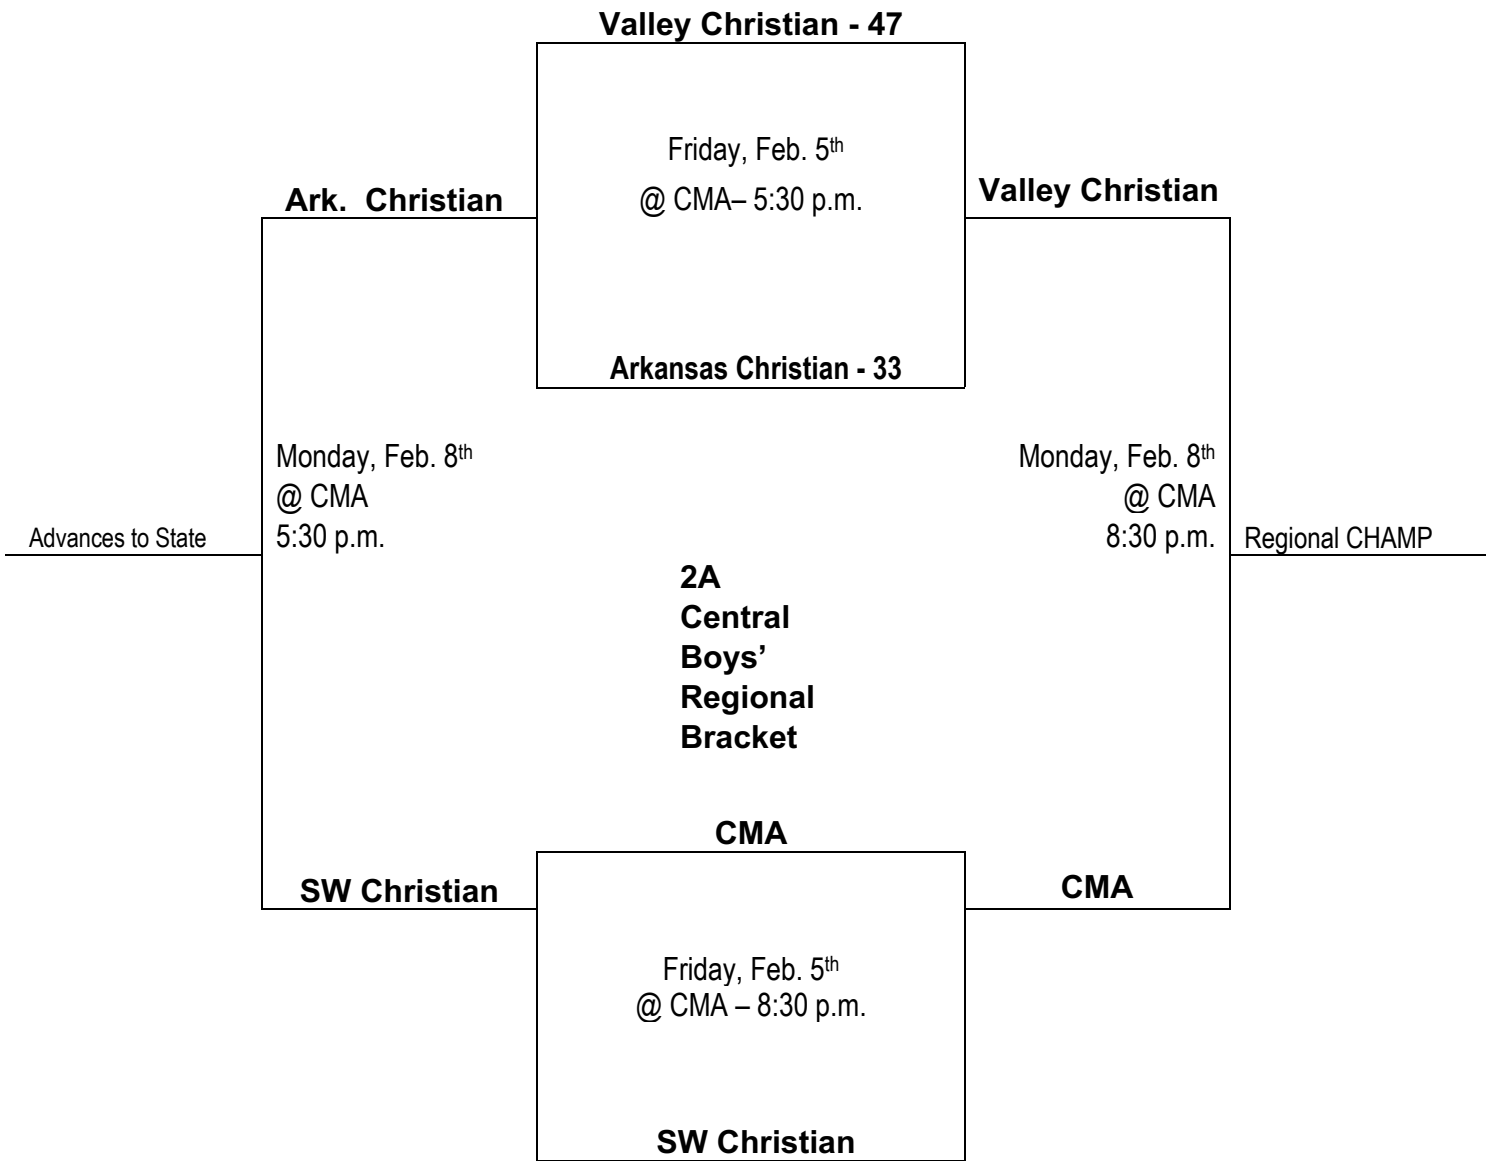 Valley Christian - 47
Friday, Feb. 5th
@ CMA– 5:30 p.m.
Ark. Christian
Valley Christian
Arkansas Christian - 33
Monday, Feb. 8th
@ CMA
5:30 p.m.
Advances to State
Monday, Feb. 8th
@ CMA
8:30 p.m.
Regional CHAMP
2A
Central
Boys’
Regional
Bracket
CMA
SW Christian
CMA
Friday, Feb. 5th
@ CMA – 8:30 p.m.
SW Christian